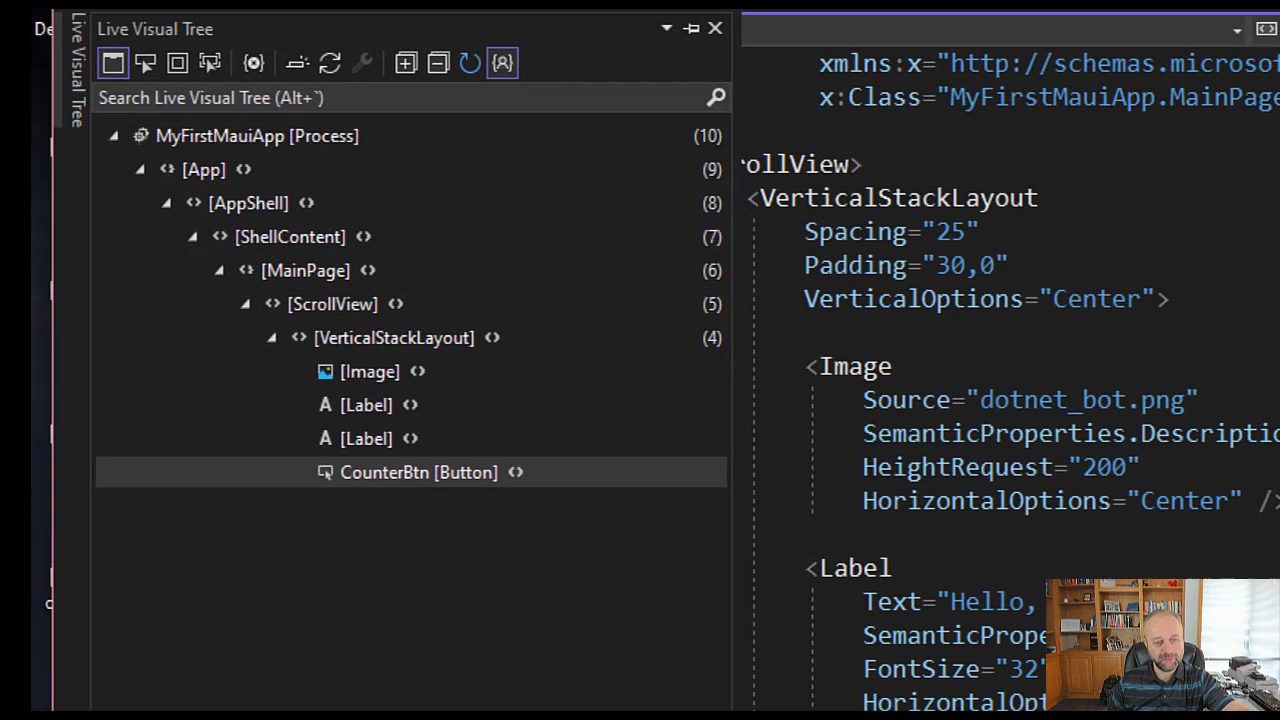 De
Live Visual Tree
Live Visual Tree
Search Live Visual Tree (Alt+`)
MyFirstMauiApp [Process] (10)
[App] (9)
[AppShell] (8)
[ShellContent] (7)
[MainPage] (6)
[ScrollView] (5)
[VerticalStackLayout] (4)
[Image]
A [Label]
A [Label]
CounterBtn [Button]
xmlns:x="http://schemas.microsof
x:Class="MyFirstMauiApp.MainPage
ollView>
<VerticalStackLayout
Spacing="25"
Padding="30,0"
VerticalOptions="Center">
<Image
Source="dotnet_bot.png"
SemanticProperties.Descriptio
HeightRequest="200"
HorizontalOptions="Center" />
<Label
Text="Hello,
SemanticPrope
FontSize="32"
HorizontalOpt